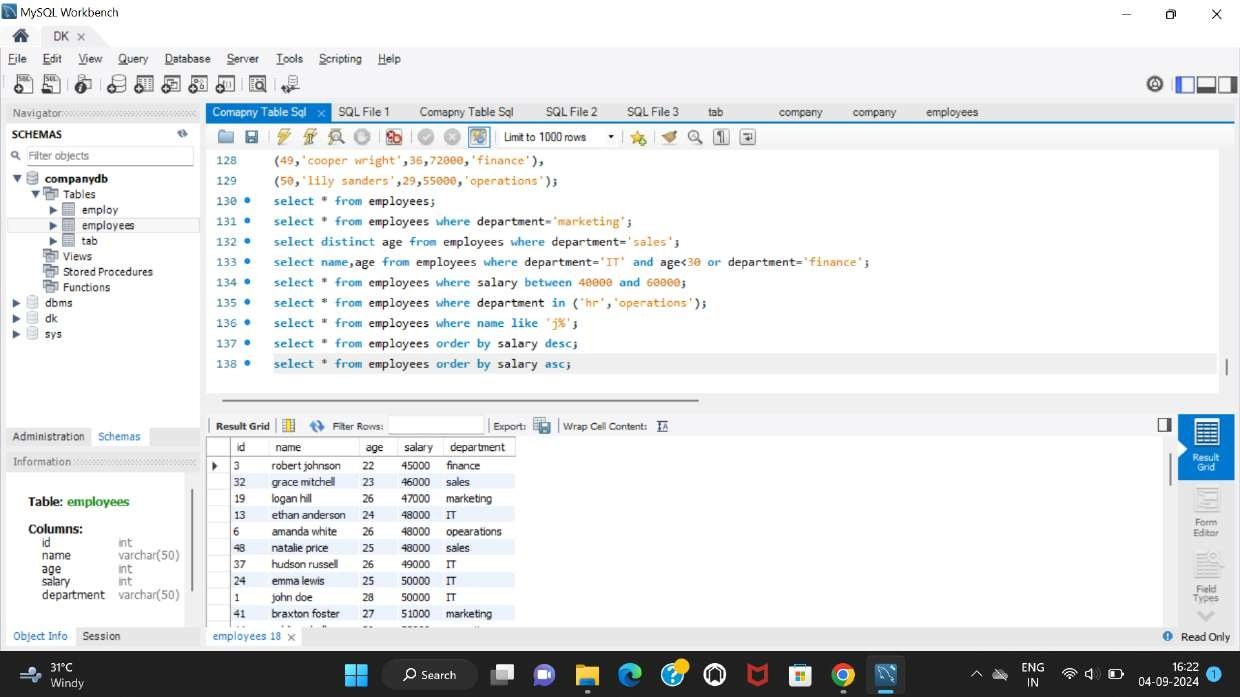 MySQL Workbench
DK
File Edit View Query Database Server Tools Scripting Help
Navigator
Comapny Table Sql SQL File 1 Comapny Table Sql SQL File 2 SQL File 3 tab company company employees
SCHEMAS
Limit to 1000 rows
Filter objects
companydb
Tables
employ
employees
tab
Views
Stored Procedures
Functions
dbms
dk
sys
128 (49,'cooper wright',36,72000,'finance'),
129 (50,'lily sanders',29,55000,'operations');
130 select * from employees;
131 select * from employees where department='marketing';
132 select distinct age from employees where department='sales';
133 select name,age from employees where department='IT' and age<30 or department='finance';
134 select * from employees where salary between 40000 and 60000;
135 select * from employees where department in ('hr','operations');
136 select * from employees where name like 'j%';
137 select * from employees order by salary desc;
138 select * from employees order by salary asc;
Administration Schemas
Information
Table: employees
Columns:
id int
name varchar(50)
age int
salary int
department varchar(50)
Object Info Session
Result Grid Filter Rows: Export: Wrap Cell Content:
id name age salary department
3 robert johnson 22 45000 finance
32 grace mitchell 23 46000 sales
19 logan hill 26 47000 marketing
13 ethan anderson 24 48000 IT
6 amanda white 26 48000 opearations
48 natalie price 25 48000 sales
37 hudson russell 26 49000 IT
24 emma lewis 25 50000 IT
1 john doe 28 50000 IT
41 braxton foster 27 51000 marketing
Result
Grid
Form
Editor
Field
Types
employees 18
Read Only
31°C
Windy
Search
ENG
IN
16:22
04-09-2024
1